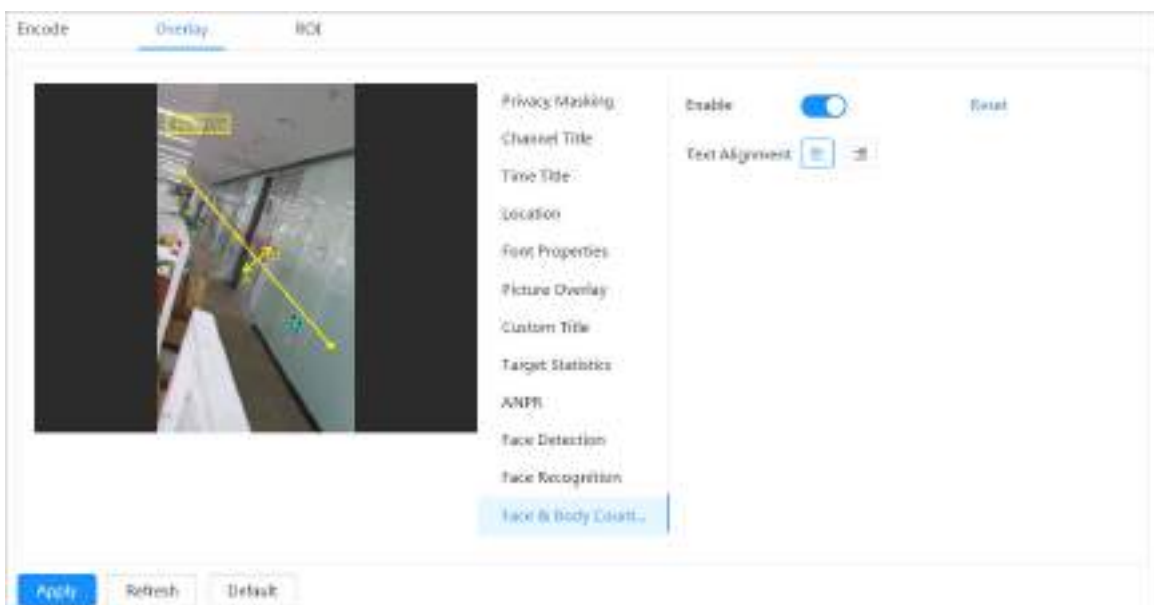 Encode Overlay ROI
Privacy Masking
Enable
Reset
Channel Title
Text Alignment
Time Title
Location
Font Properties
Picture Overlay
Custom Title
Target Statistics
ANPR
Face Detection
Face Recognition
Face & Body Count...
Apply Refresh Default